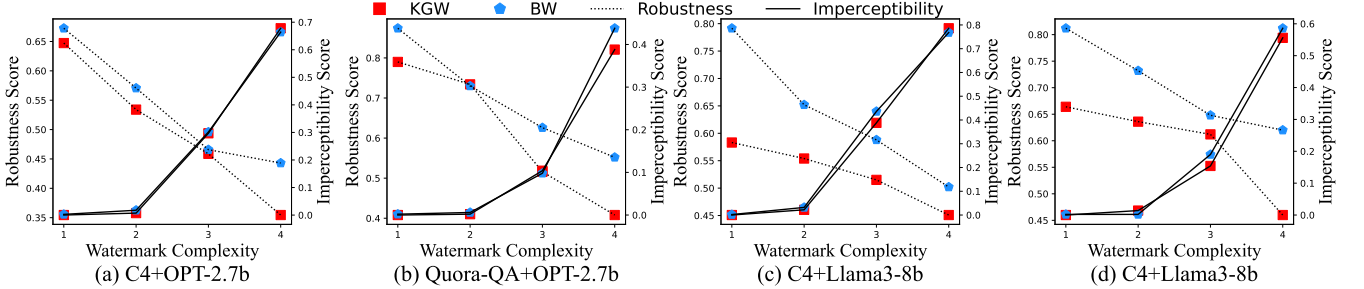 KGW BW Robustness Imperceptibility
0.65 0.60 0.55 0.50 0.45 0.40 0.35
Robustness Score
0.7 0.6 0.5 0.4 0.3 0.2 0.1 0.0
Imperceptibility Score
1 2 3 4
Watermark Complexity
(a) C4+OPT-2.7b
0.8 0.7 0.6 0.5 0.4
Robustness Score
0.4 0.3 0.2 0.1 0.0
Imperceptibility Score
1 2 3 4
Watermark Complexity
(b) Quora-QA+OPT-2.7b
0.80 0.75 0.70 0.65 0.60 0.55 0.50 0.45
Robustness Score
0.8 0.7 0.6 0.5 0.4 0.3 0.2 0.1 0.0
Imperceptibility Score
1 2 3 4
Watermark Complexity
(c) C4+Llama3-8b
0.80 0.75 0.70 0.65 0.60 0.55 0.50 0.45
Robustness Score
0.6 0.5 0.4 0.3 0.2 0.1 0.0
Imperceptibility Score
1 2 3 4
Watermark Complexity
(d) C4+Llama3-8b